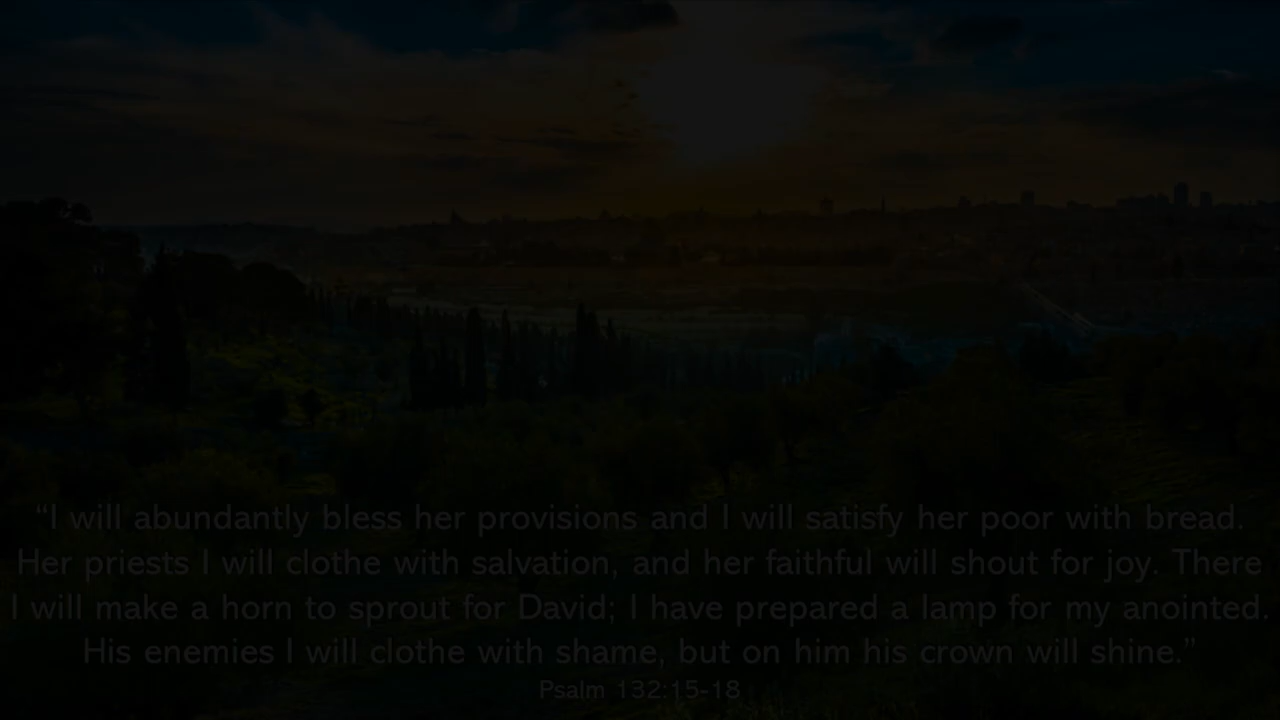 “I will abundantly bless her provisions and I will satisfy her poor with bread.
Her priests I will clothe with salvation, and her faithful will shout for joy. There
I will make a horn to sprout for David; I have prepared a lamp for my anointed.
His enemies I will clothe with shame, but on him his crown will shine.”
Psalm 132:15-18